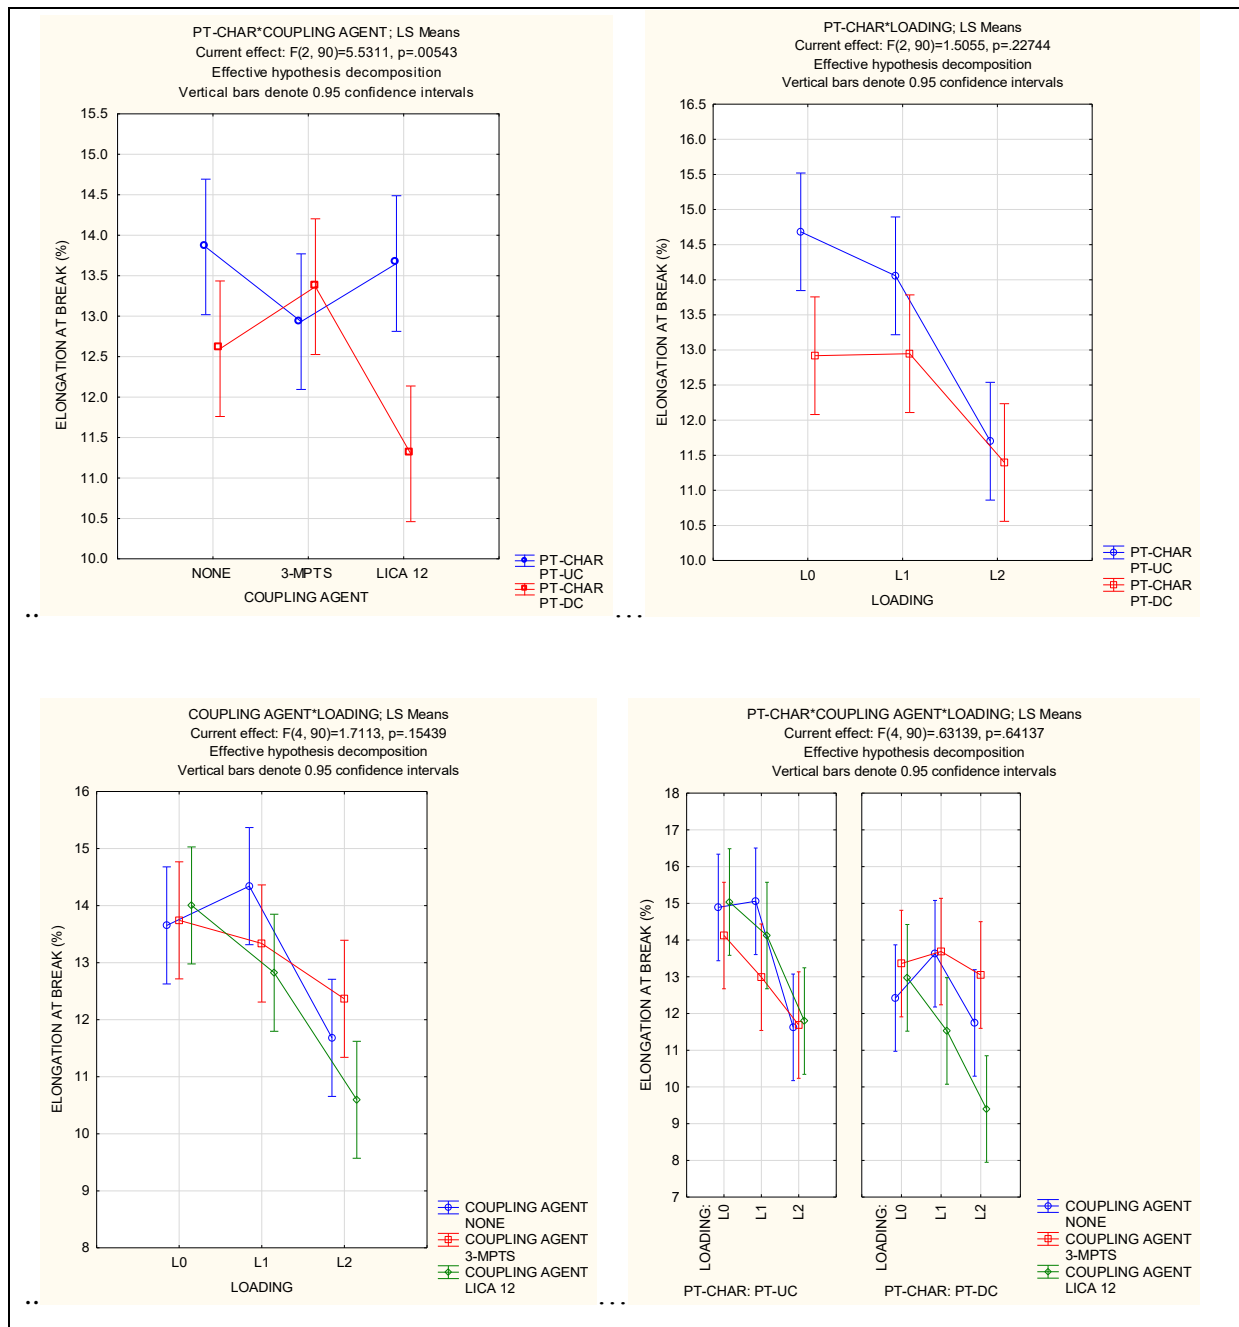 PT-CHAR*COUPLING AGENT; LS Means
Current effect: F(2, 90)=5.5311, p=.00543
Effective hypothesis decomposition
Vertical bars denote 0.95 confidence intervals
15.5
15.0
14.5
14.0
13.5
13.0
12.5
12.0
11.5
11.0
10.5
10.0
ELONGATION AT BREAK (%)
NONE 3-MPTS LICA 12
COUPLING AGENT
PT-CHAR
PT-UC
PT-CHAR
PT-DC
..
PT-CHAR*LOADING; LS Means
Current effect: F(2, 90)=1.5055, p=.22744
Effective hypothesis decomposition
Vertical bars denote 0.95 confidence intervals
16.5
16.0
15.5
15.0
14.5
14.0
13.5
13.0
12.5
12.0
11.5
11.0
10.5
10.0
ELONGATION AT BREAK (%)
L0 L1 L2
LOADING
PT-CHAR
PT-UC
PT-CHAR
PT-DC
...
COUPLING AGENT*LOADING; LS Means
Current effect: F(4, 90)=1.7113, p=.15439
Effective hypothesis decomposition
Vertical bars denote 0.95 confidence intervals
16
15
14
13
12
11
10
9
8
ELONGATION AT BREAK (%)
L0 L1 L2
LOADING
COUPLING AGENT
NONE
COUPLING AGENT
3-MPTS
COUPLING AGENT
LICA 12
..
PT-CHAR*COUPLING AGENT*LOADING; LS Means
Current effect: F(4, 90)=.63139, p=.64137
Effective hypothesis decomposition
Vertical bars denote 0.95 confidence intervals
18
17
16
15
14
13
12
11
10
9
8
7
ELONGATION AT BREAK (%)
LOADING: L0 L1 L2
PT-CHAR: PT-UC
LOADING: L0 L1 L2
PT-CHAR: PT-DC
COUPLING AGENT
NONE
COUPLING AGENT
3-MPTS
COUPLING AGENT
LICA 12
...